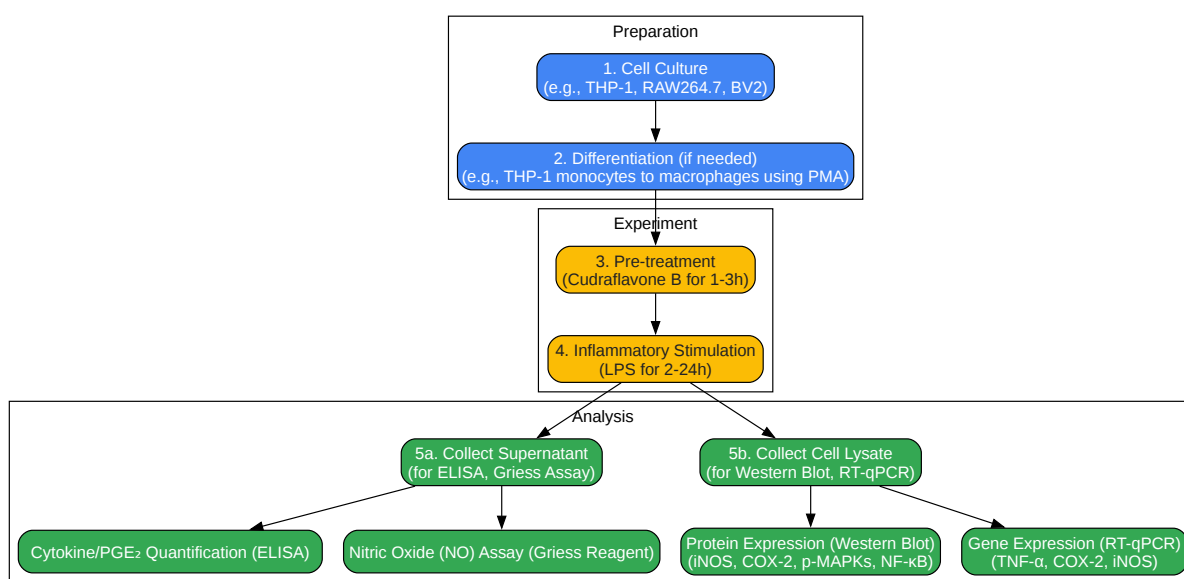 Preparation
1. Cell Culture
(e.g., THP-1, RAW264.7, BV2)
2. Differentiation (if needed)
(e.g., THP-1 monocytes to macrophages using PMA)
Experiment
3. Pre-treatment
(Cudraflavone B for 1-3h)
4. Inflammatory Stimulation
(LPS for 2-24h)
Analysis
5a. Collect Supernatant
(for ELISA, Griess Assay)
5b. Collect Cell Lysate
(for Western Blot, RT-qPCR)
Cytokine/PGE₂ Quantification (ELISA)
Nitric Oxide (NO) Assay (Griess Reagent)
Protein Expression (Western Blot)
(iNOS, COX-2, p-MAPKs, NF-κB)
Gene Expression (RT-qPCR)
(TNF-α, COX-2, iNOS)